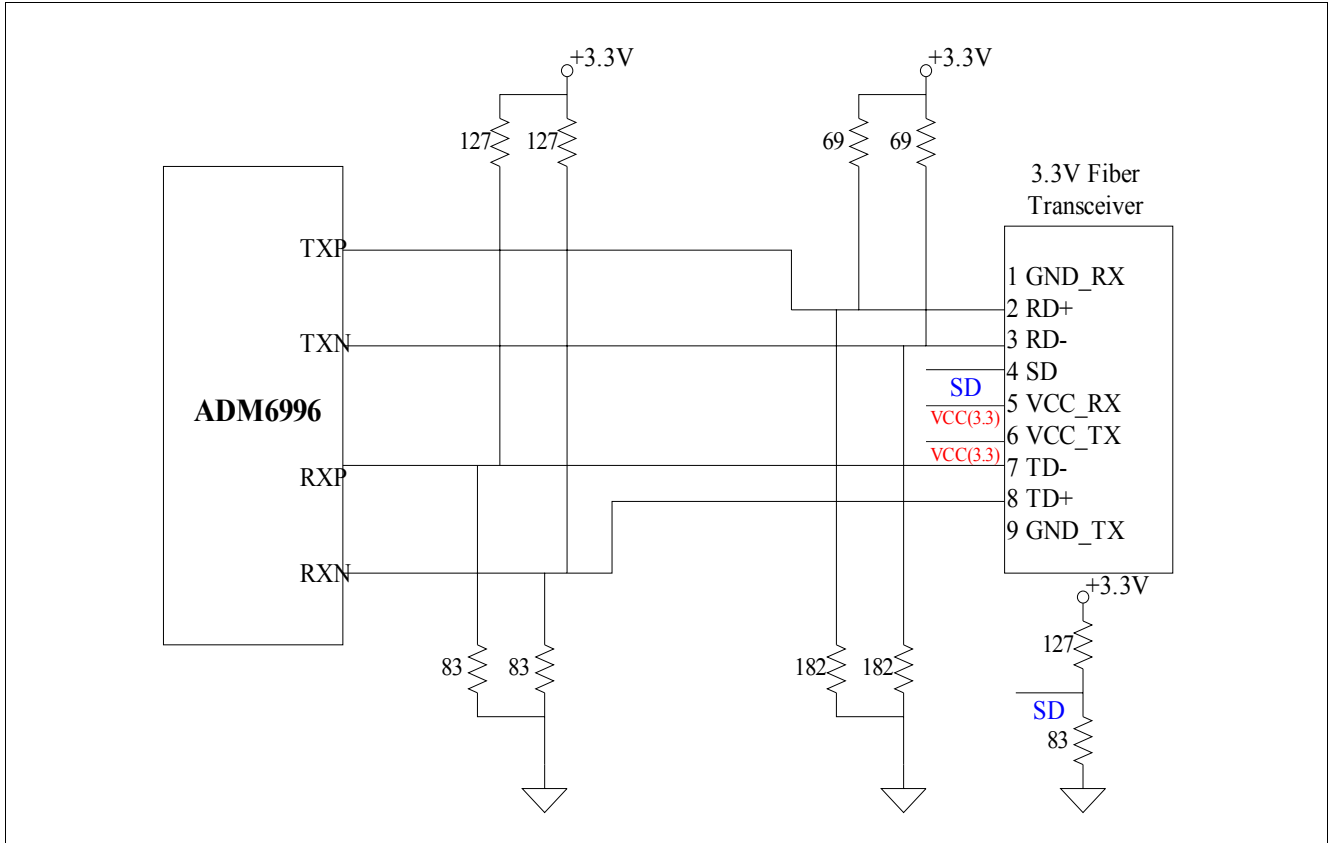 +3.3V
+3.3V
127
127
69
69
3.3V Fiber
Transceiver
TXP
1 GND_RX
2 RD+
TXN
3 RD-
4 SD
SD
5 VCC_RX
VCC(3.3)
6 VCC_TX
VCC(3.3)
7 TD-
8 TD+
9 GND_TX
ADM6996
RXP
RXN
+3.3V
127
83
83
182
182
SD
83